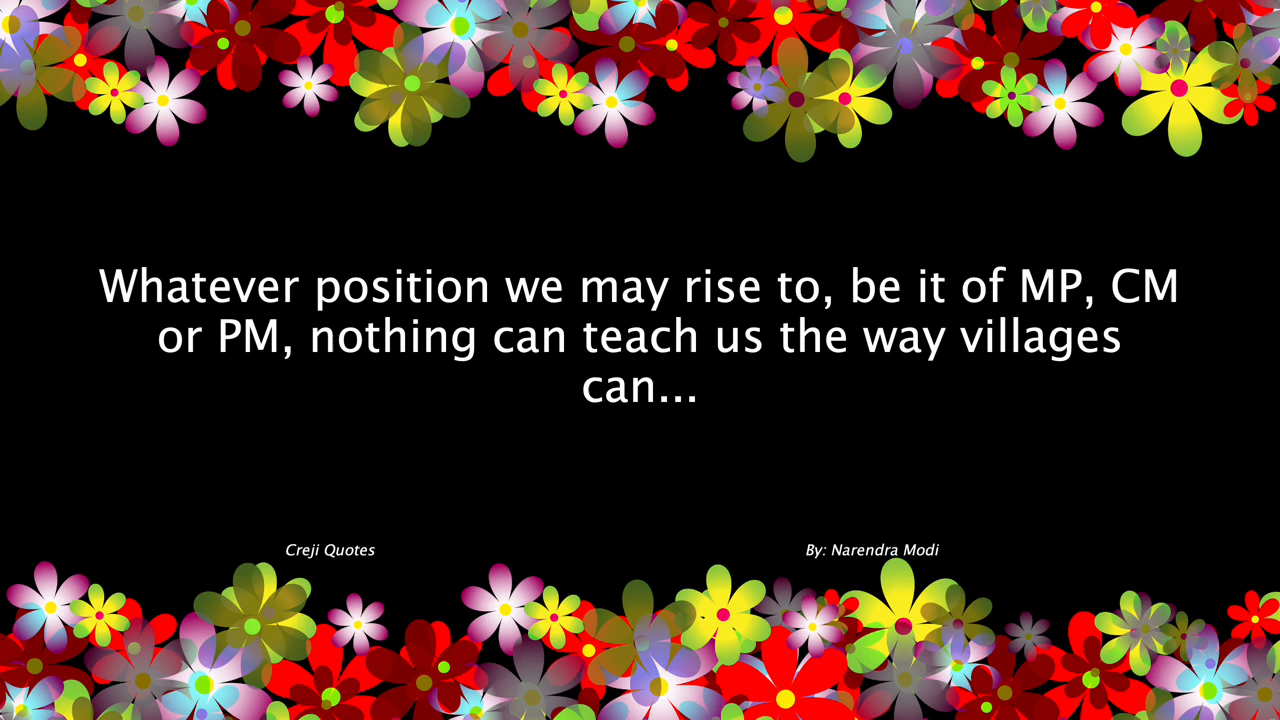 Whatever position we may rise to, be it of MP, CM
or PM, nothing can teach us the way villages
can...
Creji Quotes
By: Narendra Modi